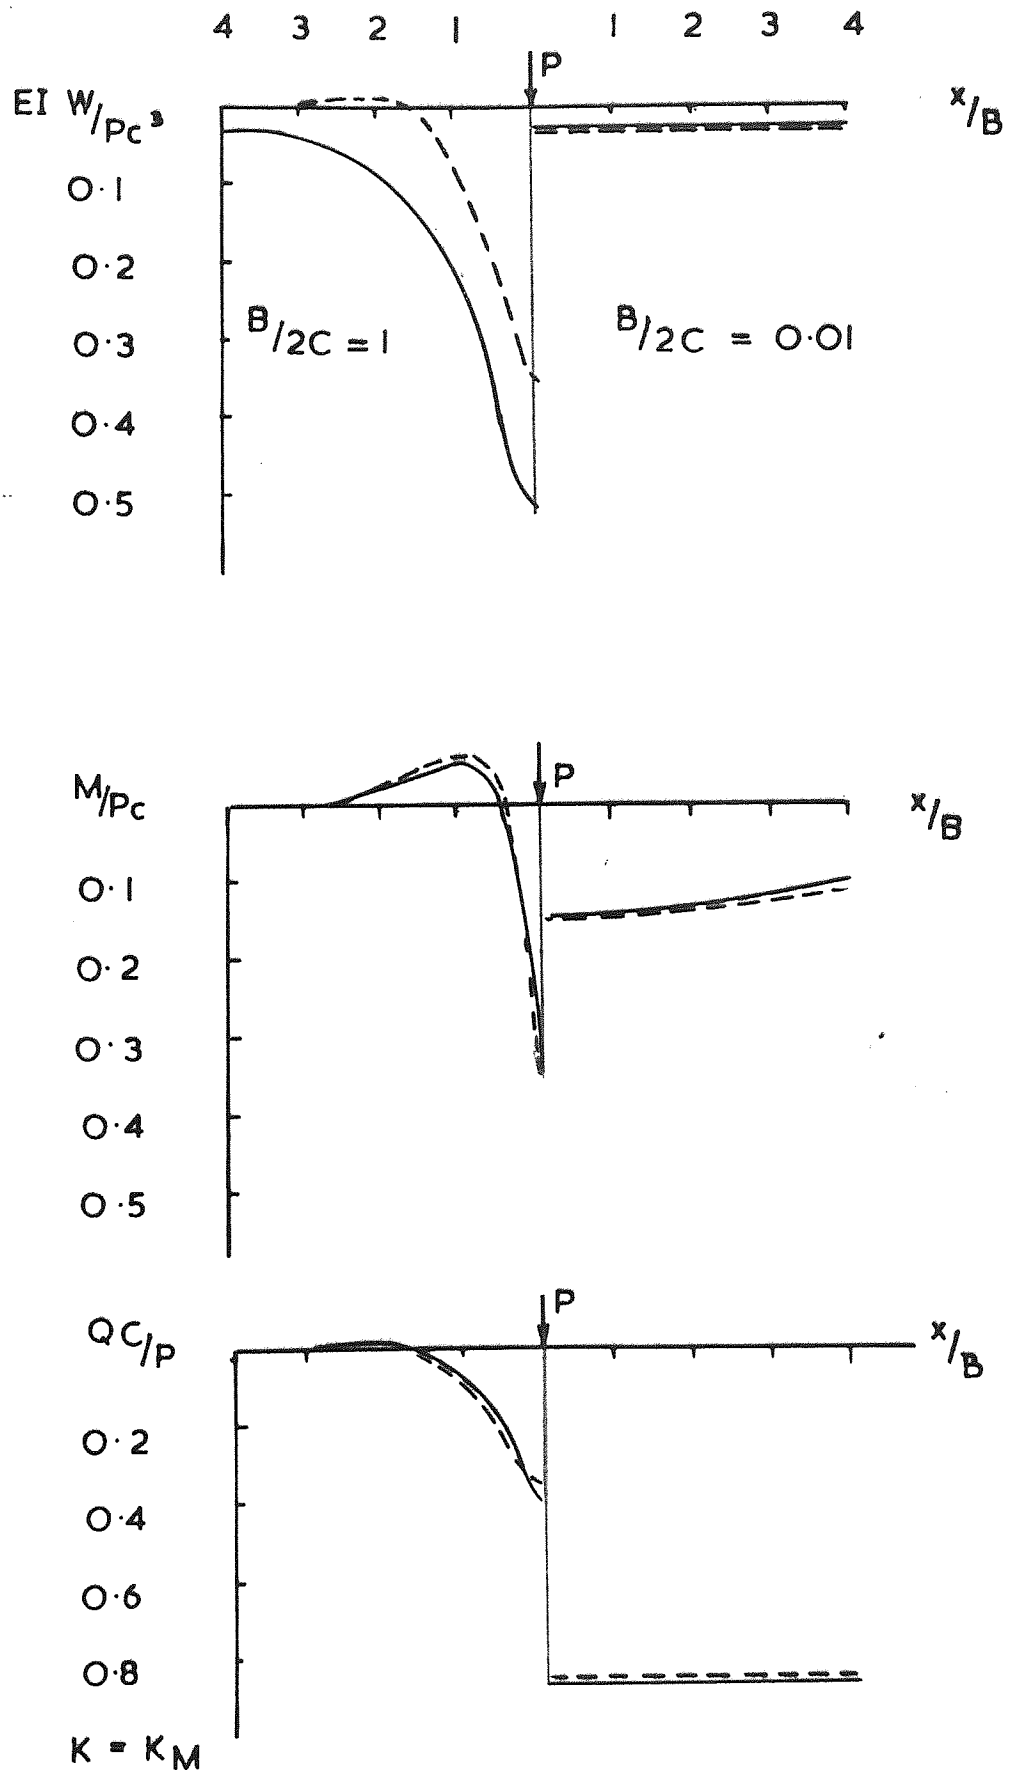 4 3 2 1 1 2 3 4
P
EI W/Pc³ x/B
0·1
0·2
B/2C = 1 B/2C = 0·01
0·3
0·4
0·5
P
M/Pc x/B
0·1
0·2
0·3
0·4
0·5
P
QC/P x/B
0·2
0·4
0·6
0·8
K = KM